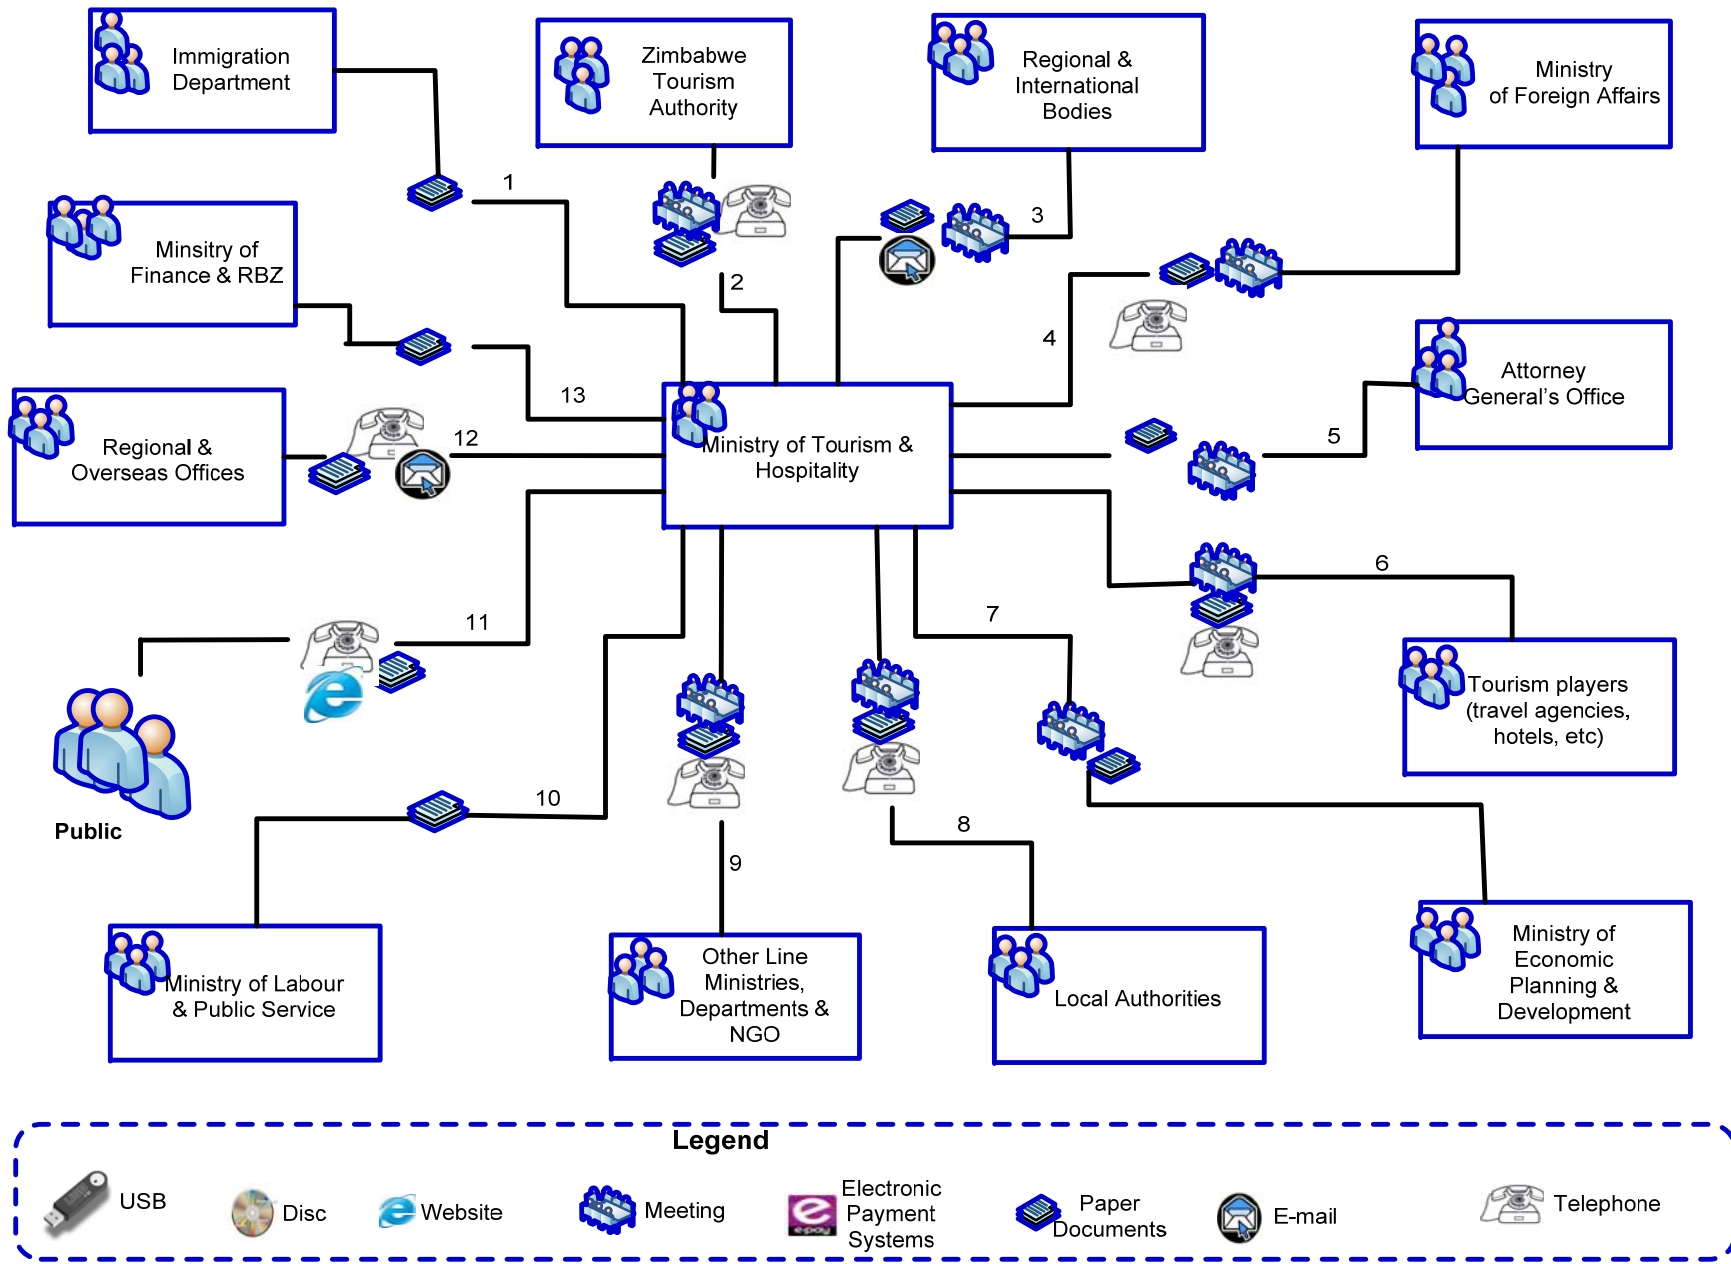 Immigration
Department
Zimbabwe
Tourism
Authority
Regional &
International
Bodies
Ministry
of Foreign Affairs
1
2
3
4
Minsitry of
Finance & RBZ
13
Attorney
General's Office
5
Regional &
Overseas Offices
12
Ministry of Tourism &
Hospitality
6
11
7
Tourism players
(travel agencies,
hotels, etc)
Public
10
9
8
Ministry of Labour
& Public Service
Other Line
Ministries,
Departments &
NGO
Local Authorities
Ministry of
Economic
Planning &
Development
Legend
USB
Disc
Website
Meeting
e-pay
Electronic
Payment
Systems
Paper
Documents
E-mail
Telephone